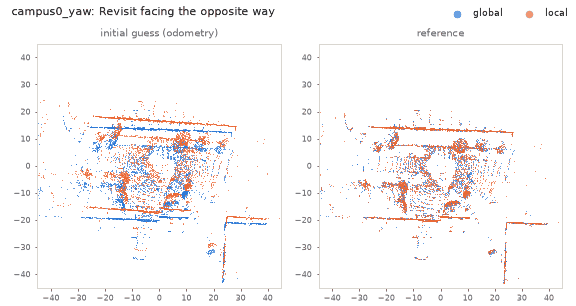 campus0_yaw: Revisit facing the opposite way
global
local
initial guess (odometry)
reference
40
30
20
10
0
−10
−20
−30
−40
−40 −30 −20 −10 0 10 20 30 40
40
30
20
10
0
−10
−20
−30
−40
−40 −30 −20 −10 0 10 20 30 40